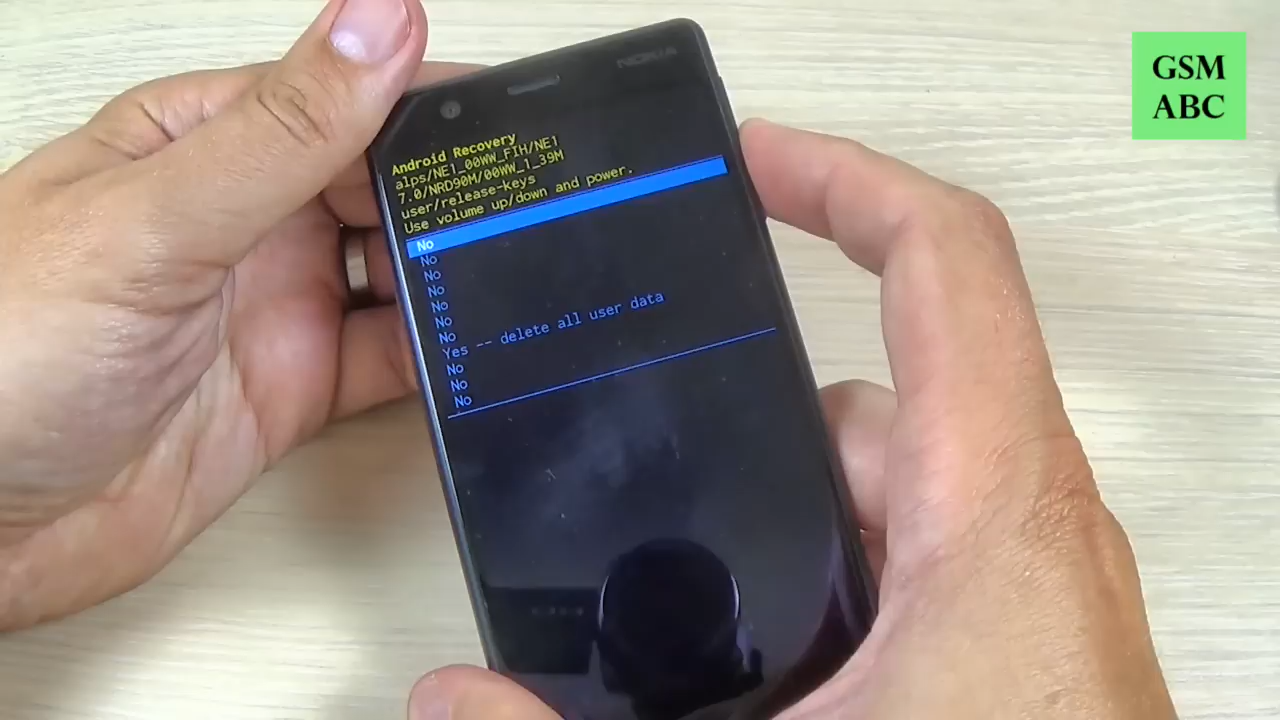 GSM
ABC
NOKIA
Android Recovery
alps/NE1_00WW_FIH/NE1
7.0/NRD90M/00WW_1_39M
user/release-keys
Use volume up/down and power.
No
No
No
No
No
No
No
Yes -- delete all user data
No
No
No